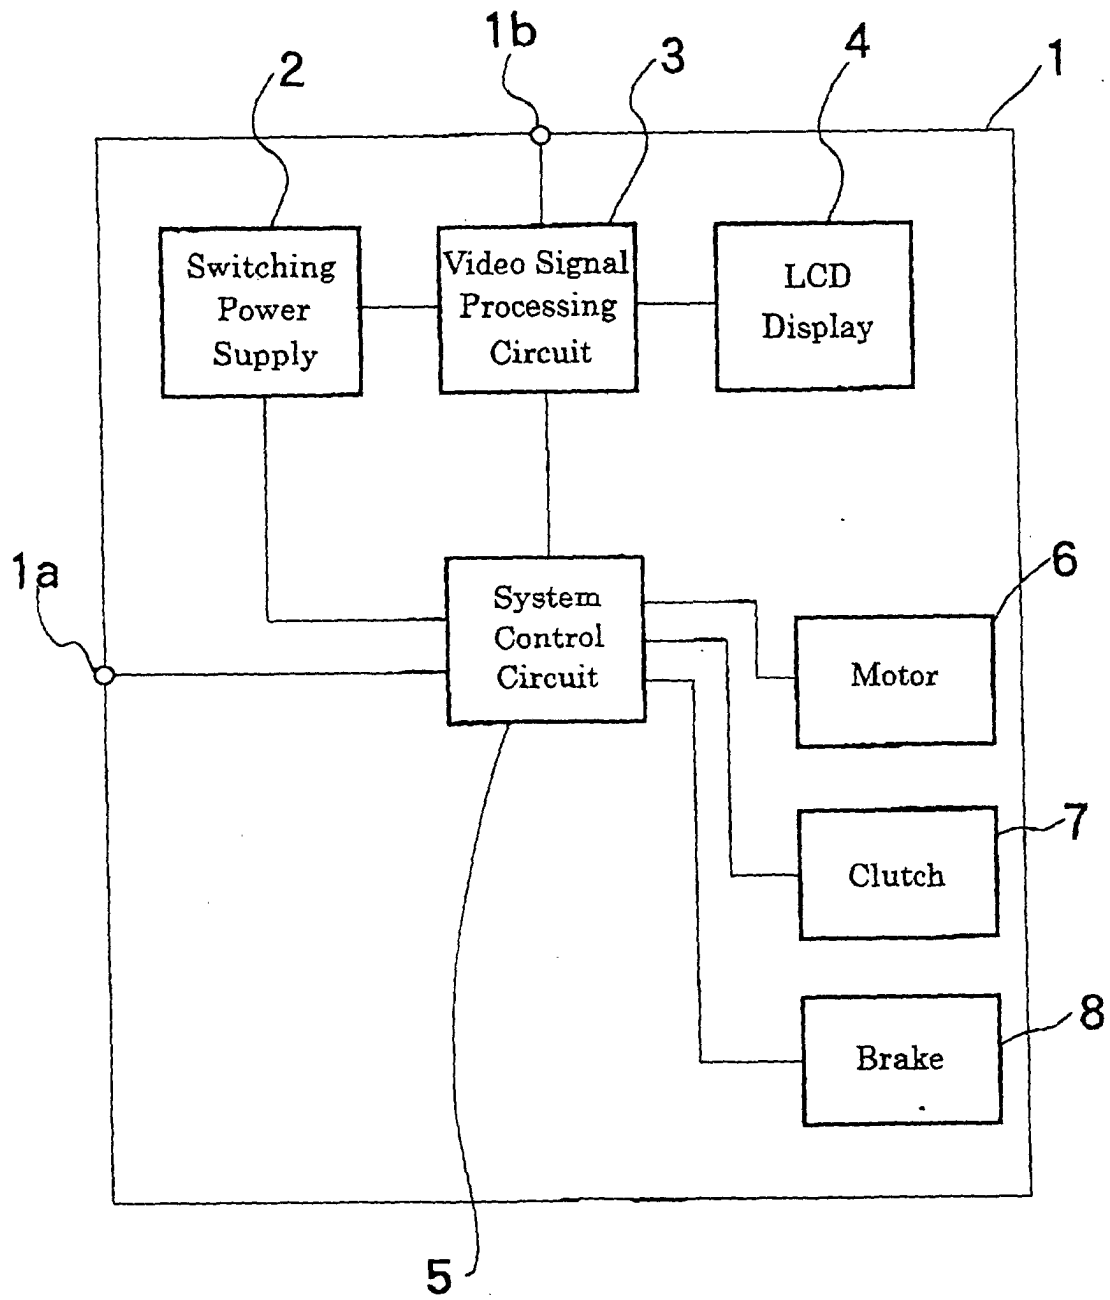 1b
2
3
4
1
Switching
Power
Supply
Video Signal
Processing
Circuit
LCD
Display
1a
System
Control
Circuit
6
Motor
7
Clutch
8
Brake
5